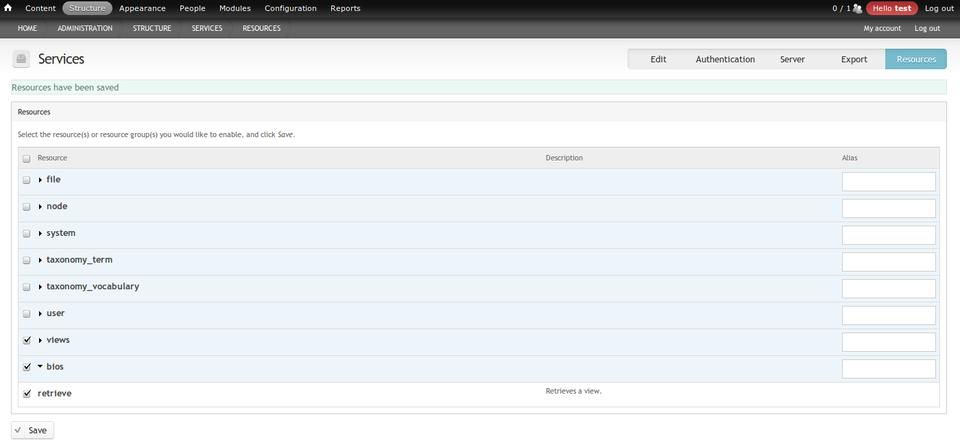 Content Structure Appearance People Modules Configuration Reports 0 / 1 Hello test Log out
HOME ADMINISTRATION STRUCTURE SERVICES RESOURCES My account Log out
Services Edit Authentication Server Export Resources
Resources have been saved
Resources
Select the resource(s) or resource group(s) you would like to enable, and click Save.
Resource Description Alias
file
node
system
taxonomy_term
taxonomy_vocabulary
user
views
bios
retrieve Retrieves a view.
Save